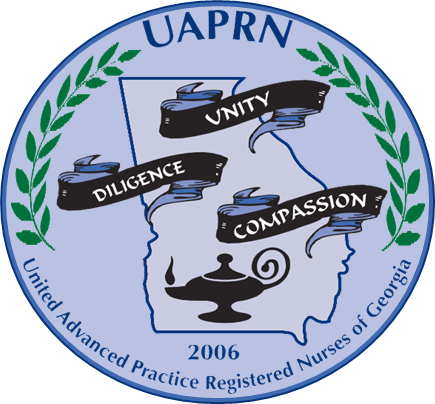 UAPRN
UNITY
DILIGENCE
COMPASSION
2006
United Advanced Practice Registered Nurses of Georgia